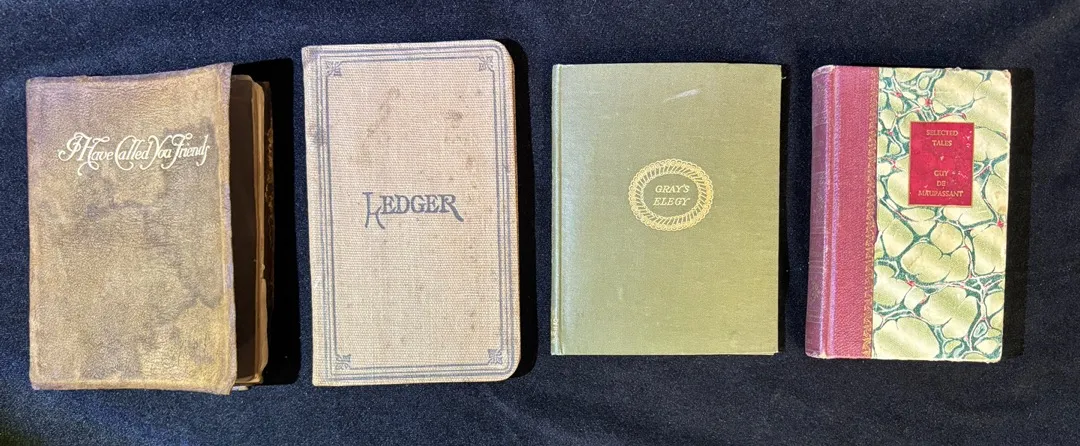 I Have Called You Friends
LEDGER
GRAY'S
ELEGY
SELECTED
TALES
GUY
DE
MAUPASSANT